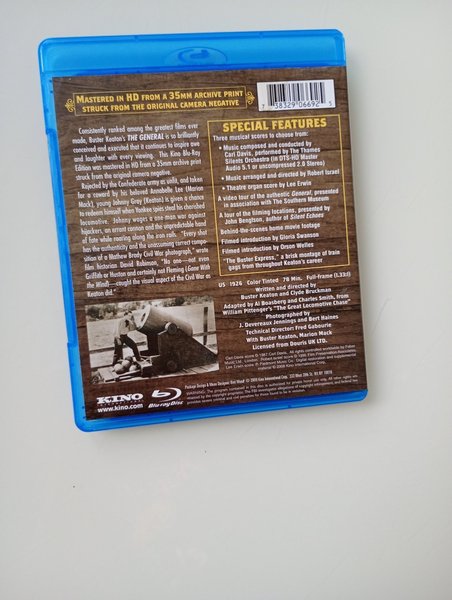 MASTERED IN HD FROM A 35MM ARCHIVE PRINT
STRUCK FROM THE ORIGINAL CAMERA NEGATIVE
7 38329 06692 5
Consistently ranked among the greatest films ever
made, Buster Keaton's THE GENERAL is so brilliantly
conceived and executed that it continues to inspire awe
and laughter with every viewing. This Kino Blu-Ray
Edition was mastered in HD from a 35mm archive print
struck from the original camera negative.
Rejected by the Confederate army as unfit, and taken
for a coward by his beloved Annabelle Lee (Marion
Mack), young Johnny Gray (Keaton) is given a chance
to redeem himself when Yankee spies steal his cherished
locomotive. Johnny wages a one-man war against
hijackers, an errant cannon and the unpredictable hand
of Fate while roaring along the iron rails. "Every shot
has the authenticity and the unassuming correct compo-
sition of a Mathew Brady Civil War photograph," wrote
film historian David Robinson, "No one—not even
Griffith or Huston and certainly not Fleming (Gone With
the Wind)—caught the visual aspect of the Civil War as
Keaton did."
SPECIAL FEATURES
Three musical scores to choose from:
• Music composed and conducted by
Carl Davis, performed by The Thames
Silents Orchestra (in DTS-HD Master
Audio 5.1 or uncompressed 2.0 Stereo)
• Music arranged and directed by Robert Israel
• Theatre organ score by Lee Erwin
A video tour of the authentic General, presented
in association with The Southern Museum
A tour of the filming locations, presented by
John Bengtson, author of Silent Echoes
Behind-the-scenes home movie footage
Filmed introduction by Gloria Swanson
Filmed introduction by Orson Welles
"The Buster Express," a brisk montage of train
gags from throughout Keaton's career
US 1926 Color Tinted 78 Min. Full-frame (1.33:1)
Written and directed by
Buster Keaton and Clyde Bruckman
Adapted by Al Boasberg and Charles Smith, from
William Pittenger's "The Great Locomotive Chase"
Photographed by
J. Devereaux Jennings and Bert Haines
Technical Directors Fred Gabourie
With Buster Keaton, Marion Mack
Licensed from Douris UK LTD.
KINO
www.kino.com
Blu-ray Disc